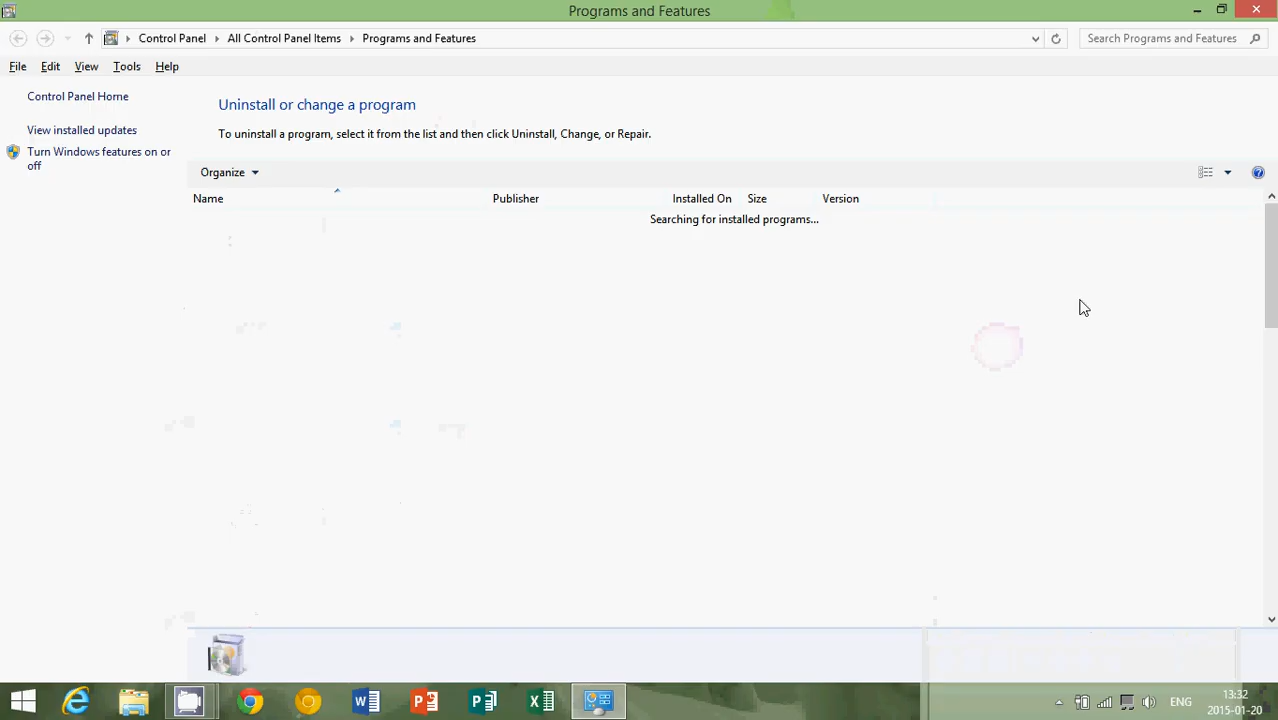 Programs and Features
Control Panel All Control Panel Items Programs and Features
Search Programs and Features
File Edit View Tools Help
Control Panel Home
View installed updates
Turn Windows features on or
off
Uninstall or change a program
To uninstall a program, select it from the list and then click Uninstall, Change, or Repair.
Organize
Name Publisher Installed On Size Version
Searching for installed programs...
ENG
13:32
2015-01-20